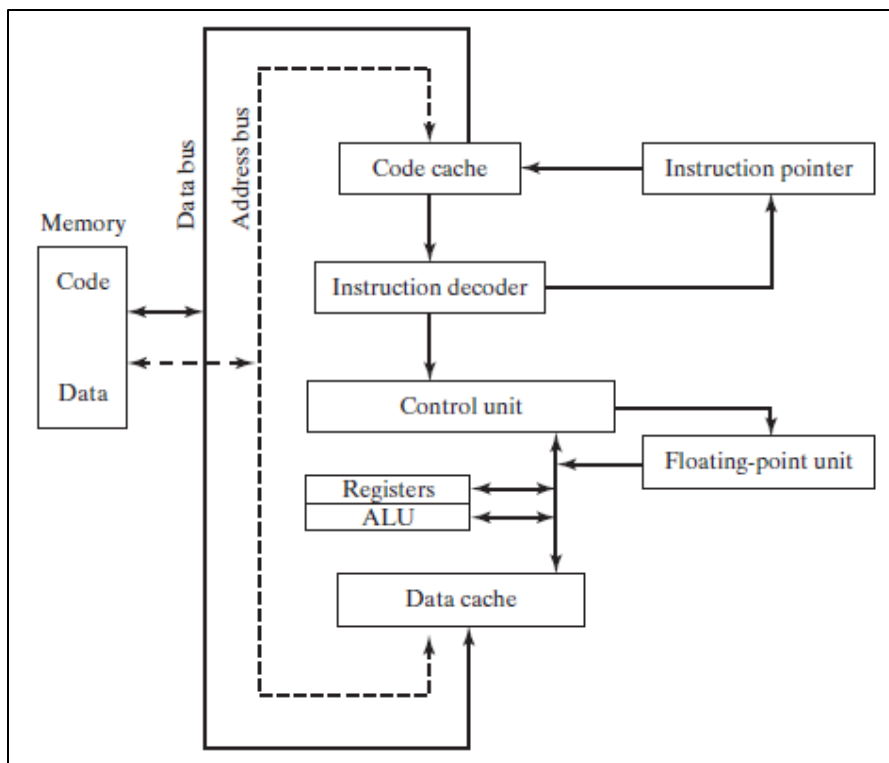 Data bus
Address bus
Code cache
Instruction pointer
Memory
Code
Data
Instruction decoder
Control unit
Floating-point unit
Registers
ALU
Data cache